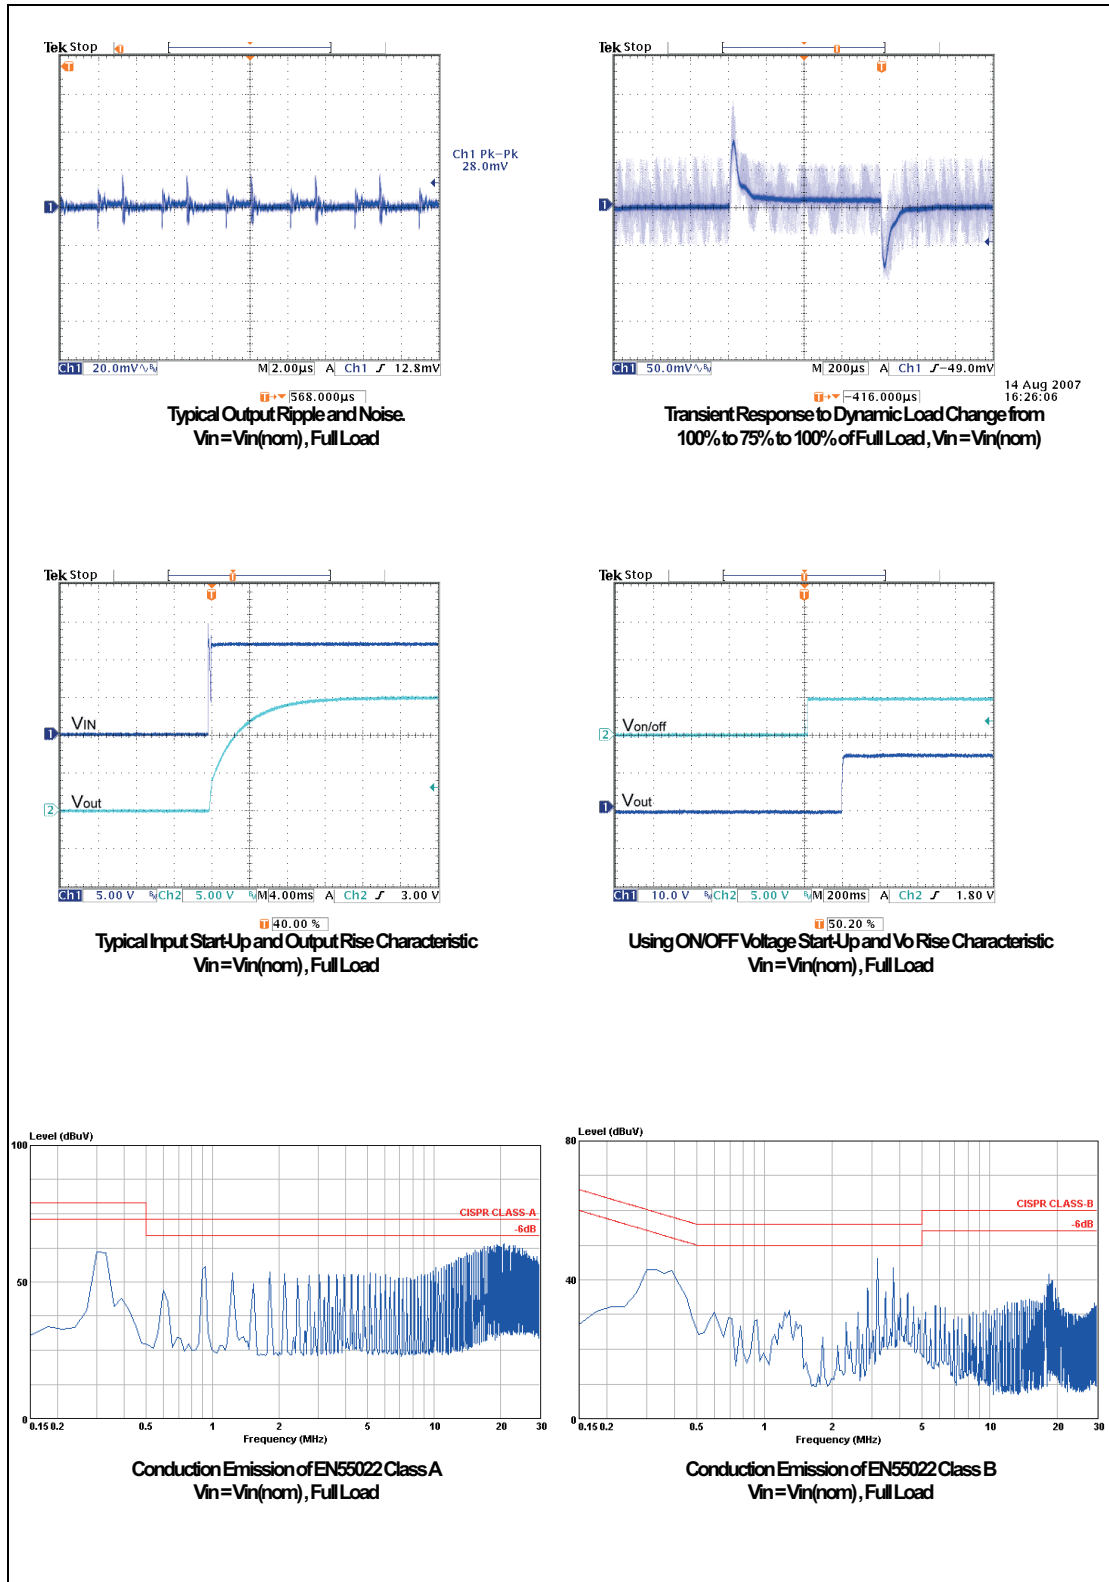 Tek Stop
T
T
1
Ch1 Pk-Pk
28.0mV
Ch1 20.0mV M 2.00µs A Ch1 12.8mV
T 568.000µs
Typical Output Ripple and Noise.
Vin = Vin(nom) , Full Load
Tek Stop
T
T
1
Ch1 50.0mV M 200µs A Ch1 -49.0mV
T -416.000µs
14 Aug 2007
16:26:06
Transient Response to Dynamic Load Change from
100% to 75% to 100% of Full Load , Vin = Vin(nom)
Tek Stop
T
T
VIN
1
Vout
2
Ch1 5.00 V Ch2 5.00 V M 4.00ms A Ch2 3.00 V
T 40.00 %
Typical Input Start-Up and Output Rise Characteristic
Vin = Vin(nom) , Full Load
Tek Stop
T
T
Von/off
2
Vout
1
Ch1 10.0 V Ch2 5.00 V M 200ms A Ch2 1.80 V
T 50.20 %
Using ON/OFF Voltage Start-Up and Vo Rise Characteristic
Vin = Vin(nom) , Full Load
Level (dBuV)
100
CISPR CLASS-A
-6dB
50
0
0.15 0.2 0.5 1 2 5 10 20 30
Frequency (MHz)
Conduction Emission of EN55022 Class A
Vin = Vin(nom) , Full Load
Level (dBuV)
80
CISPR CLASS-B
-6dB
40
0
0.15 0.2 0.5 1 2 5 10 20 30
Frequency (MHz)
Conduction Emission of EN55022 Class B
Vin = Vin(nom) , Full Load